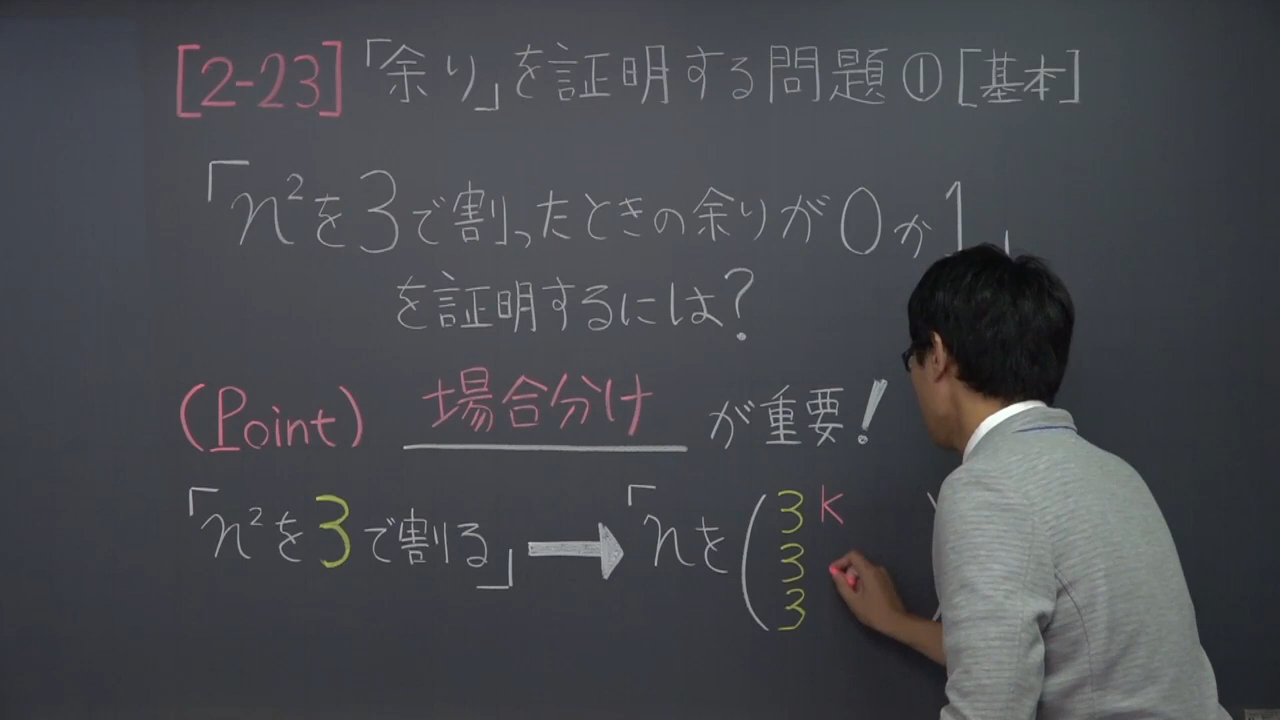 [2-23]「余り」を証明する問題①[基本]
「n²を3で割ったときの余りが0か1」
を証明するには?
(Point) 場合分け が重要!
「n²を3で割る」→「nを(3K
3
3